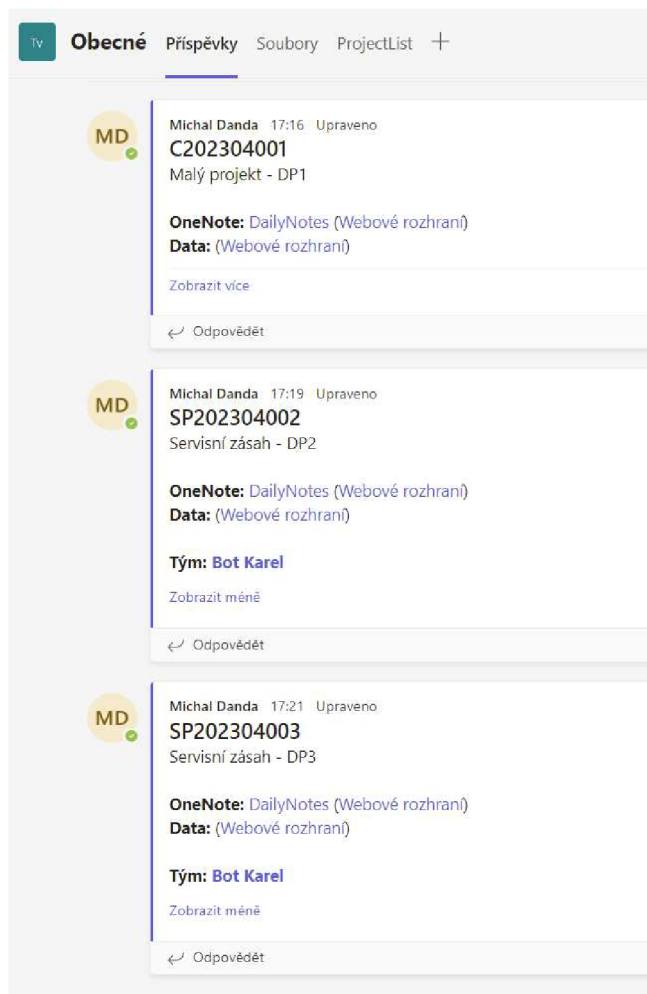 Tv
Obecné Příspěvky Soubory ProjectList
MD
Michal Danda 17:16 Upraveno
C202304001
Malý projekt - DP1
OneNote: DailyNotes (Webové rozhraní)
Data: (Webové rozhraní)
Zobrazit více
Odpovědět
MD
Michal Danda 17:19 Upraveno
SP202304002
Servisní zásah - DP2
OneNote: DailyNotes (Webové rozhraní)
Data: (Webové rozhraní)
Tým: Bot Karel
Zobrazit méně
Odpovědět
MD
Michal Danda 17:21 Upraveno
SP202304003
Servisní zásah - DP3
OneNote: DailyNotes (Webové rozhraní)
Data: (Webové rozhraní)
Tým: Bot Karel
Zobrazit méně
Odpovědět